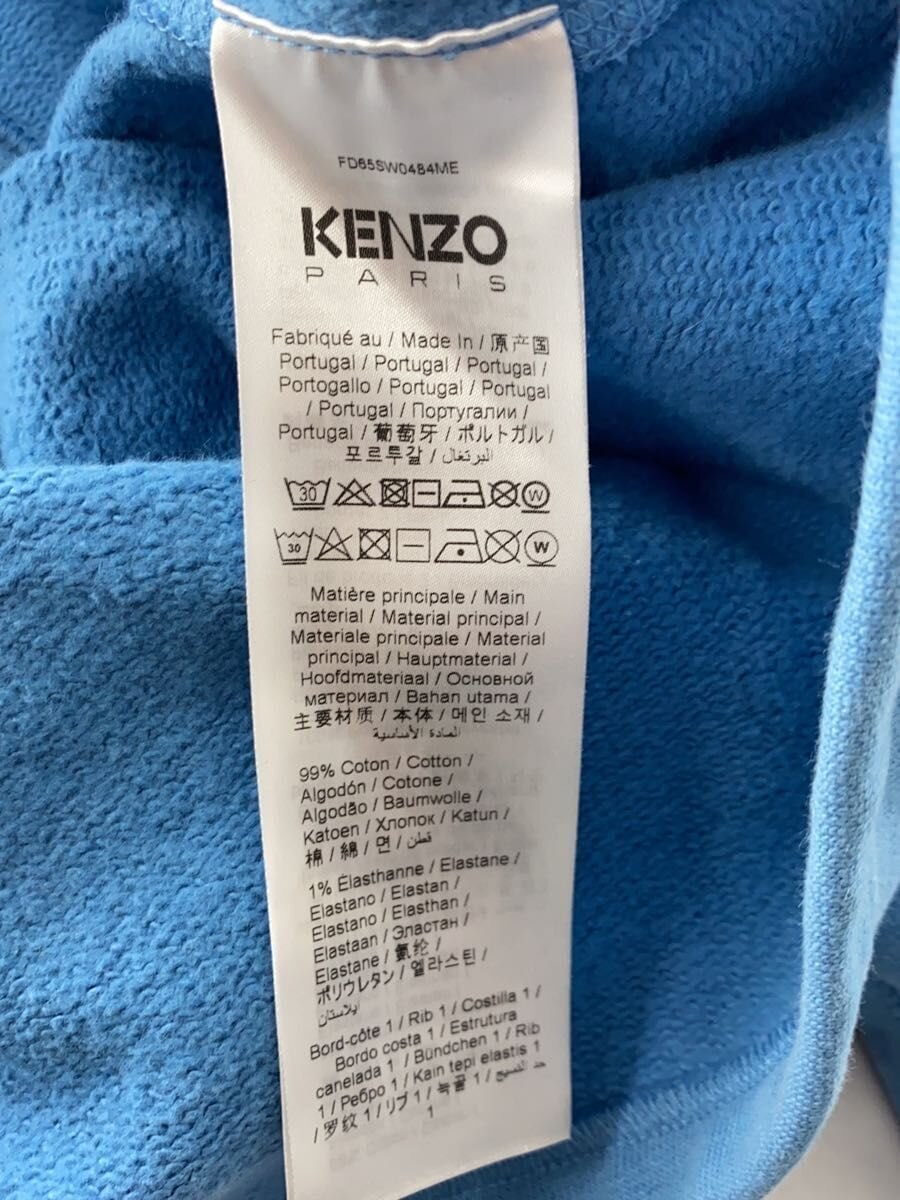 FD65SW0484ME
KENZO
PARIS
Fabriqué au / Made In / 原产国
Portugal / Portugal / Portugal /
Portogallo / Portugal / Portugal
/ Portugal / Португалии /
Portugal / 葡萄牙 / ポルトガル /
포르투갈 / البرتغال
30 W
30 W
Matière principale / Main
material / Material principal /
Materiale principale / Material
principal / Hauptmaterial /
Hoofdmateriaal / Основной
материал / Bahan utama /
主要材质 / 本体 / 메인 소재 /
المادة الأساسية
99% Coton / Cotton /
Algodón / Cotone /
Algodão / Baumwolle /
Katoen / Хлопок / Katun /
棉 / 綿 / 면 / قطن
1% Élasthanne / Elastane /
Elastano / Elastan /
Elastano / Elasthan /
Elastaan / Эластан /
Elastane / 氨纶 /
ポリウレタン / 엘라스틴 /
إيلاستان
Bord-côte 1 / Rib 1 / Costilla 1 /
Bordo costa 1 / Estrutura
canelada 1 / Bündchen 1 / Rib
1 / Ребро 1 / Kain tepi elastis 1
/ 罗纹 1 / リブ 1 / 늑골 1 /
1